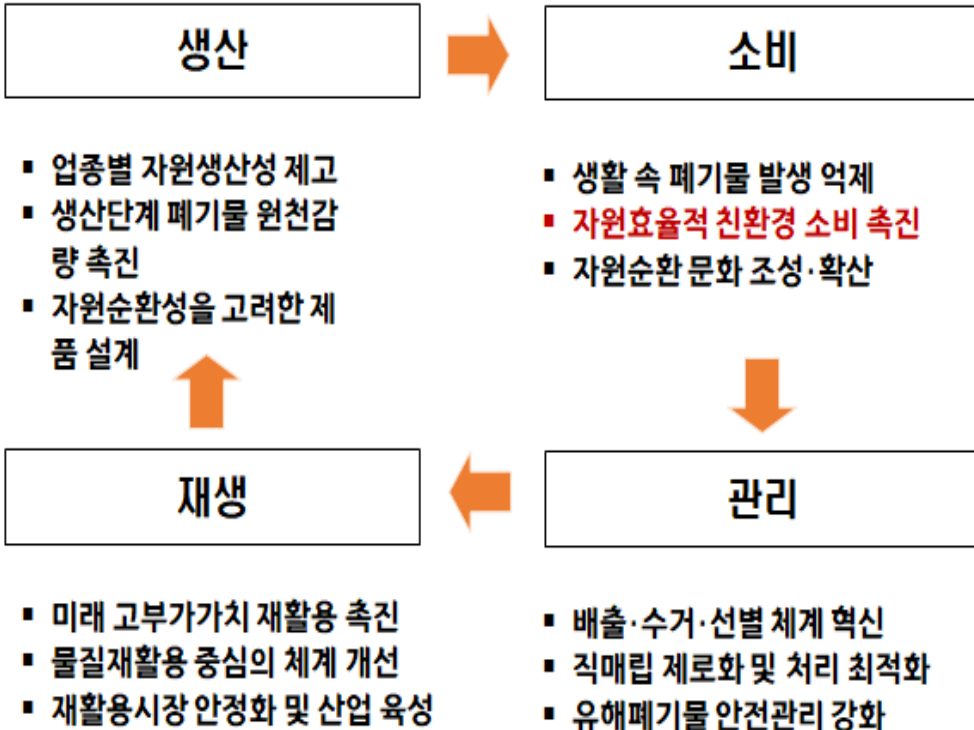 생산
업종별 자원생산성 제고
생산단계 폐기물 원천감
량 촉진
자원순환성을 고려한 제
품 설계
소비
생활 속 폐기물 발생 억제
자원효율적 친환경 소비 촉진
자원순환 문화 조성·확산
관리
배출·수거·선별 체계 혁신
직매립 제로화 및 처리 최적화
유해폐기물 안전관리 강화
재생
미래 고부가가치 재활용 촉진
물질재활용 중심의 체계 개선
재활용시장 안정화 및 산업 육성